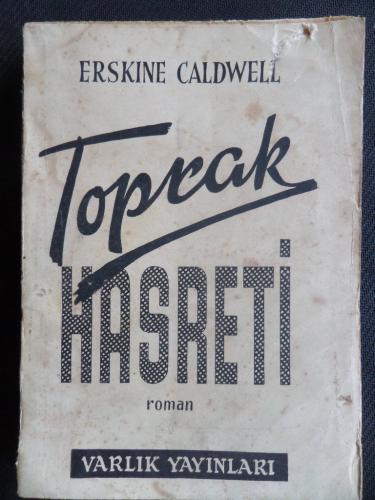 ERSKINE CALDWELL
Toprak
HASRETİ
roman
VARLIK YAYINLARI